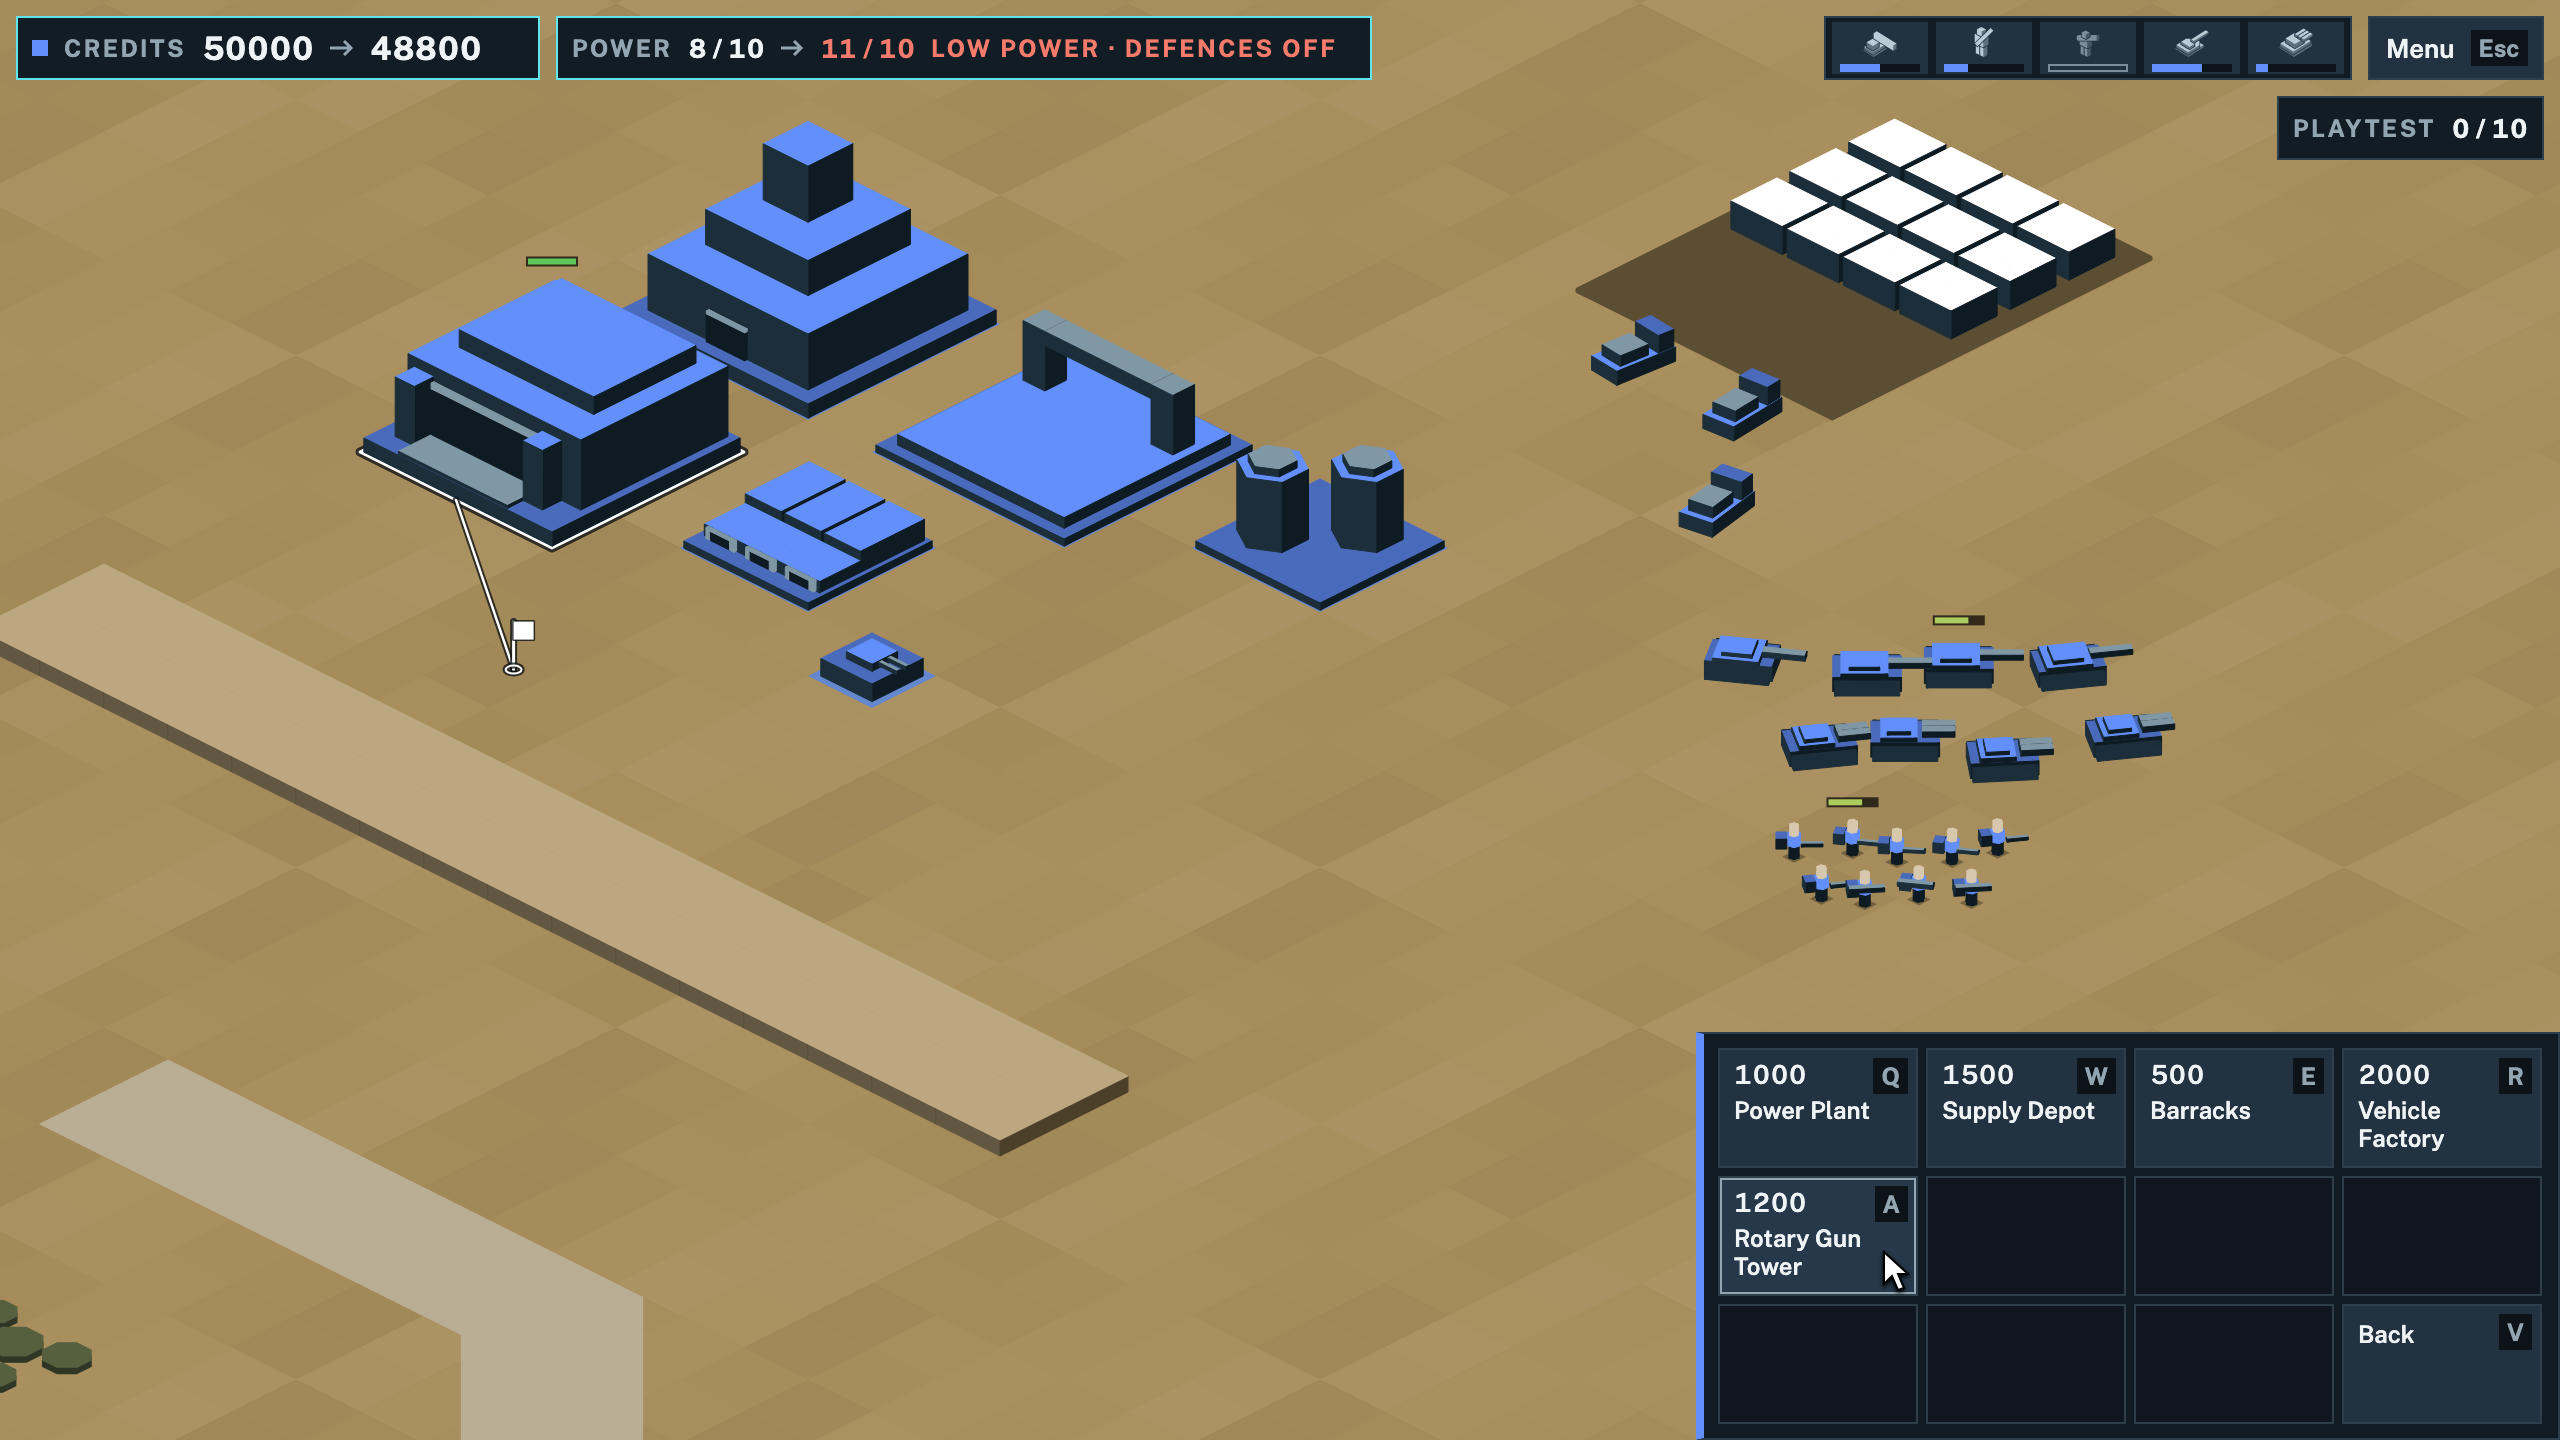 CREDITS 50000 → 48800
POWER 8/10 → 11/10 LOW POWER · DEFENCES OFF
Menu Esc
PLAYTEST 0/10
1000 Q
Power Plant
1500 W
Supply Depot
500 E
Barracks
2000 R
Vehicle
Factory
1200 A
Rotary Gun
Tower
Back V